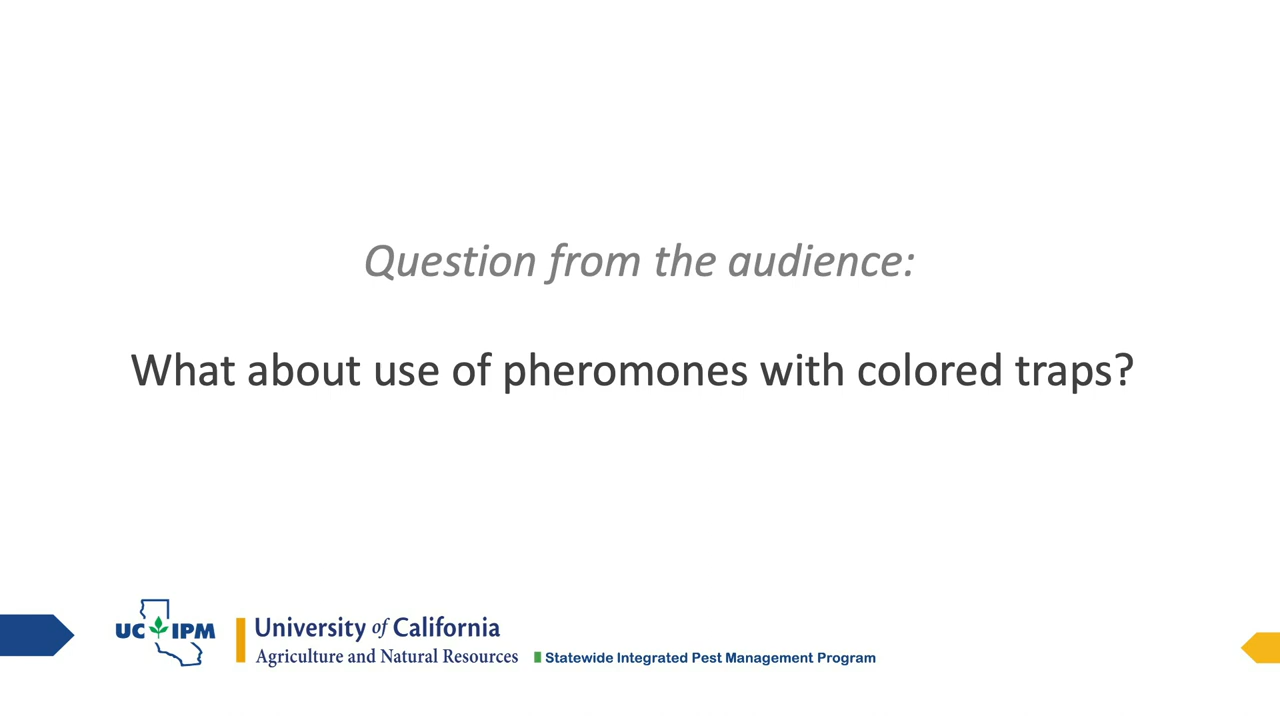 Question from the audience:
What about use of pheromones with colored traps?
UC IPM
University of California
Agriculture and Natural Resources
Statewide Integrated Pest Management Program